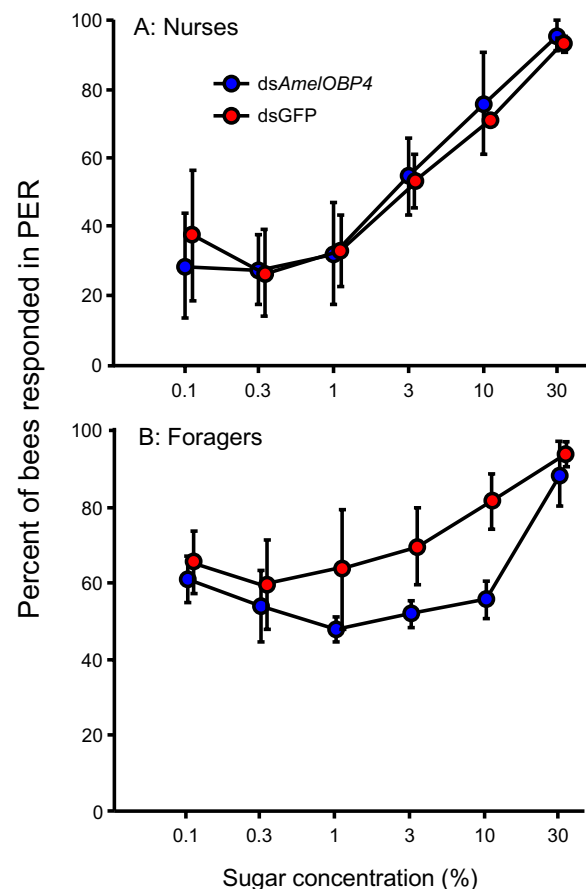 Percent of bees responded in PER
A: Nurses
dsAmelOBP4
dsGFP
100
80
60
40
20
0
0.1 0.3 1 3 10 30
B: Foragers
100
80
60
40
20
0
0.1 0.3 1 3 10 30
Sugar concentration (%)